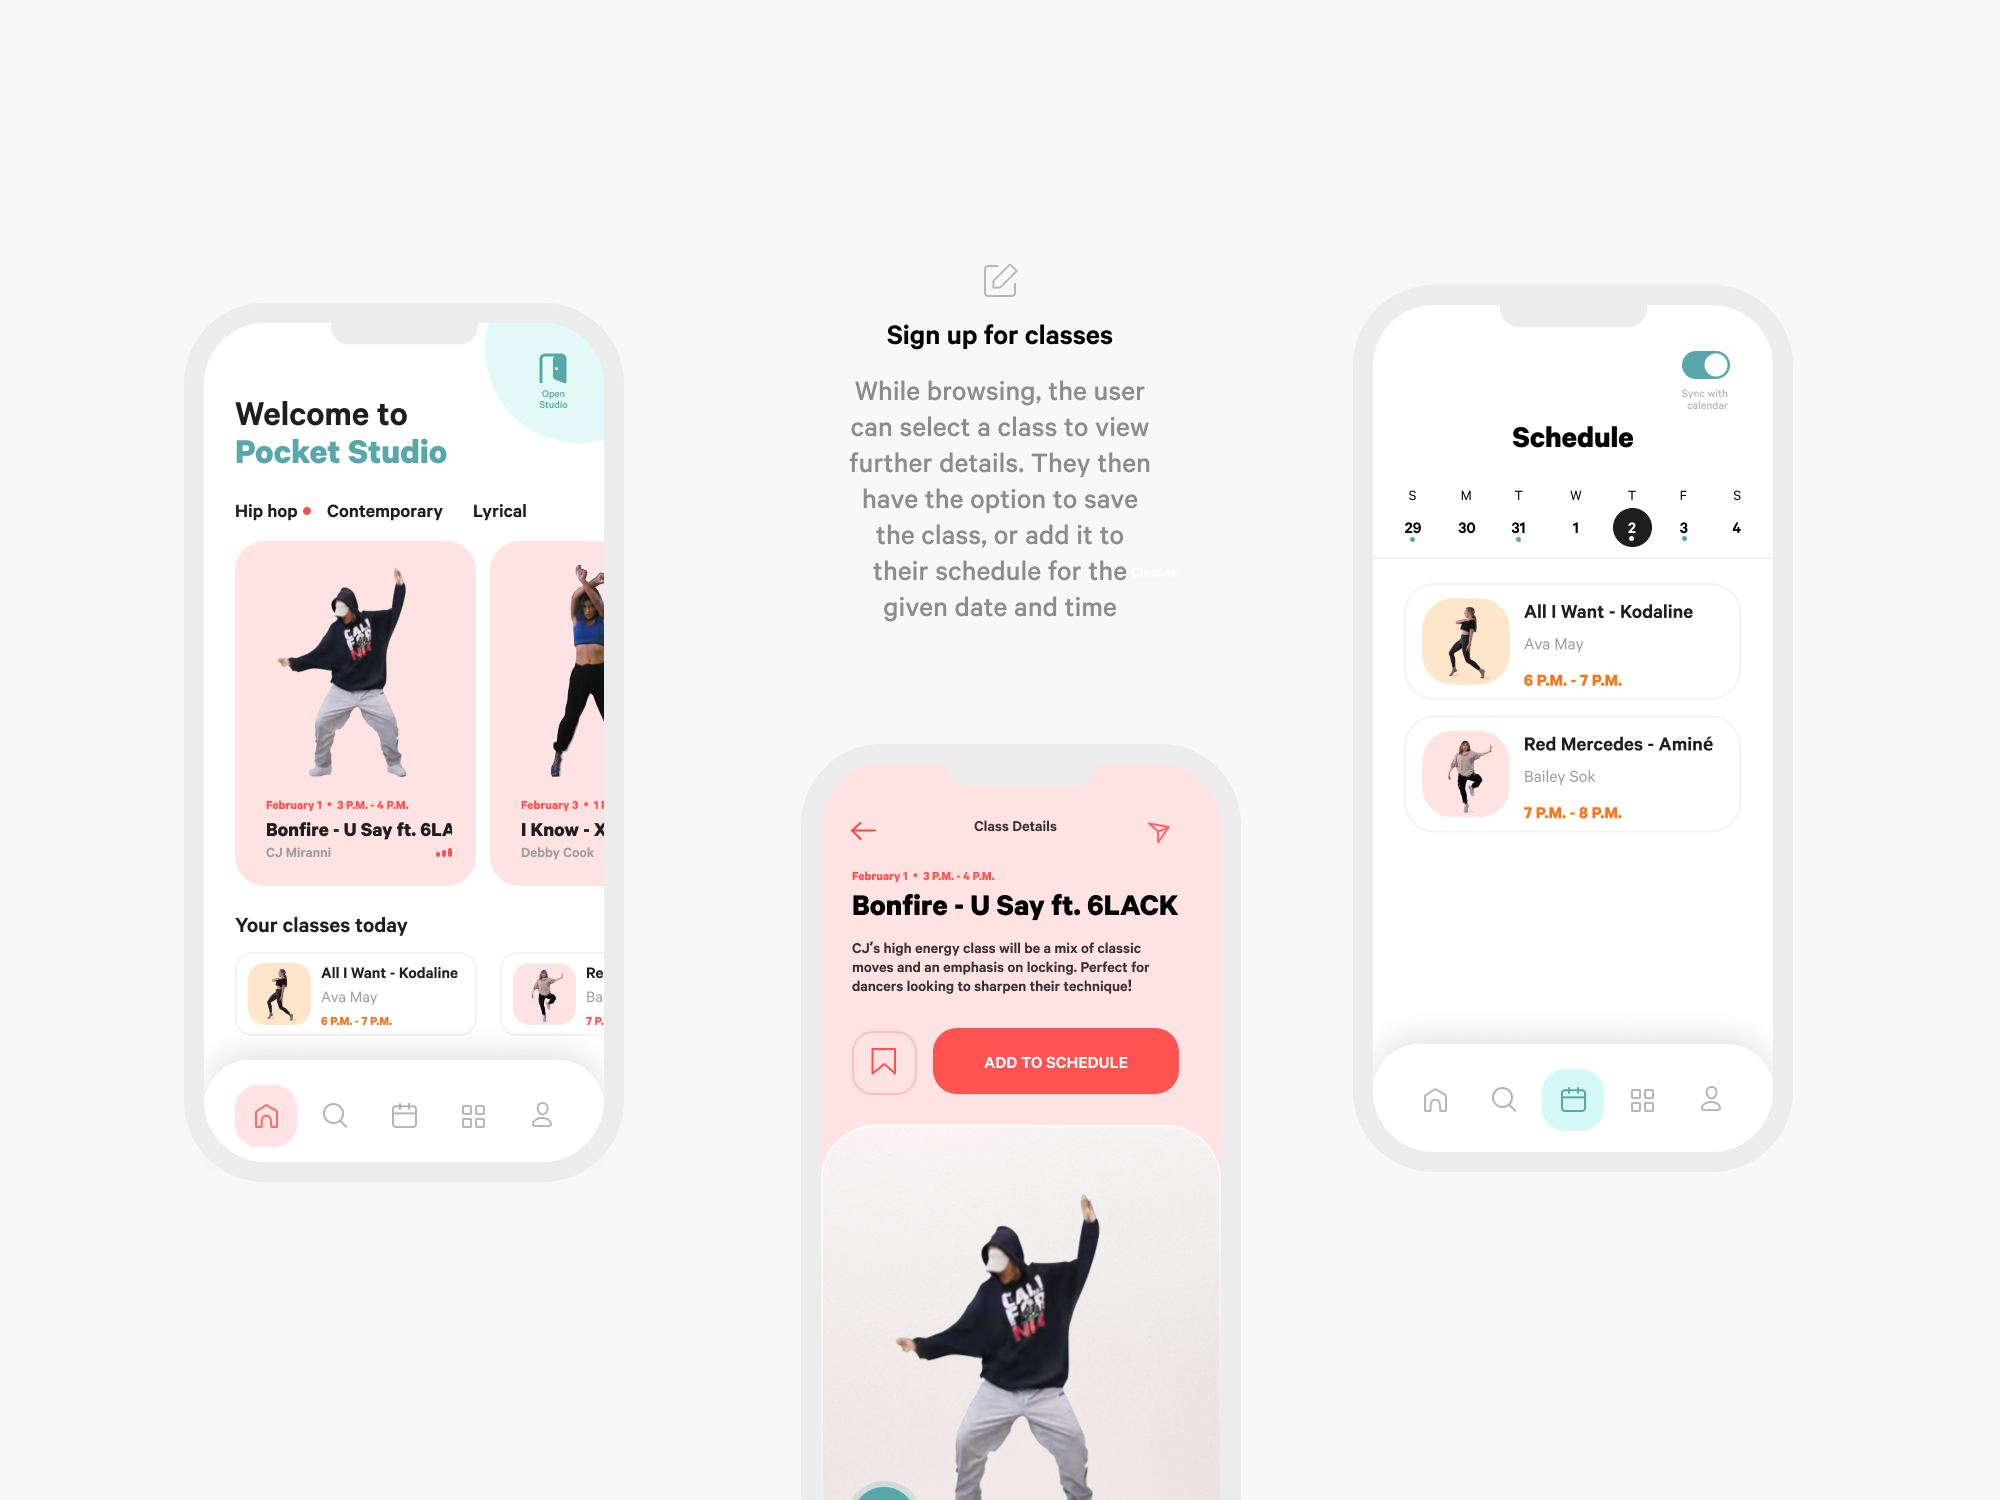 Open
Studio
Welcome to
Pocket Studio
Hip hop Contemporary Lyrical
CALI
FOR
February 1 • 3 P.M. - 4 P.M.
Bonfire - U Say ft. 6LA
CJ Miranni
February 3 • 1
I Know - X
Debby Cook
Your classes today
All I Want - Kodaline
Ava May
6 P.M. - 7 P.M.
Re
Ba
7 P.
Sign up for classes
While browsing, the user
can select a class to view
further details. They then
have the option to save
the class, or add it to
their schedule for the
Classes
given date and time
Class Details
February 1 • 3 P.M. - 4 P.M.
Bonfire - U Say ft. 6LACK
CJ's high energy class will be a mix of classic
moves and an emphasis on locking. Perfect for
dancers looking to sharpen their technique!
ADD TO SCHEDULE
CALI
FOR
Sync with
calendar
Schedule
S M T W T F S
29 30 31 1 2 3 4
All I Want - Kodaline
Ava May
6 P.M. - 7 P.M.
Red Mercedes - Aminé
Bailey Sok
7 P.M. - 8 P.M.